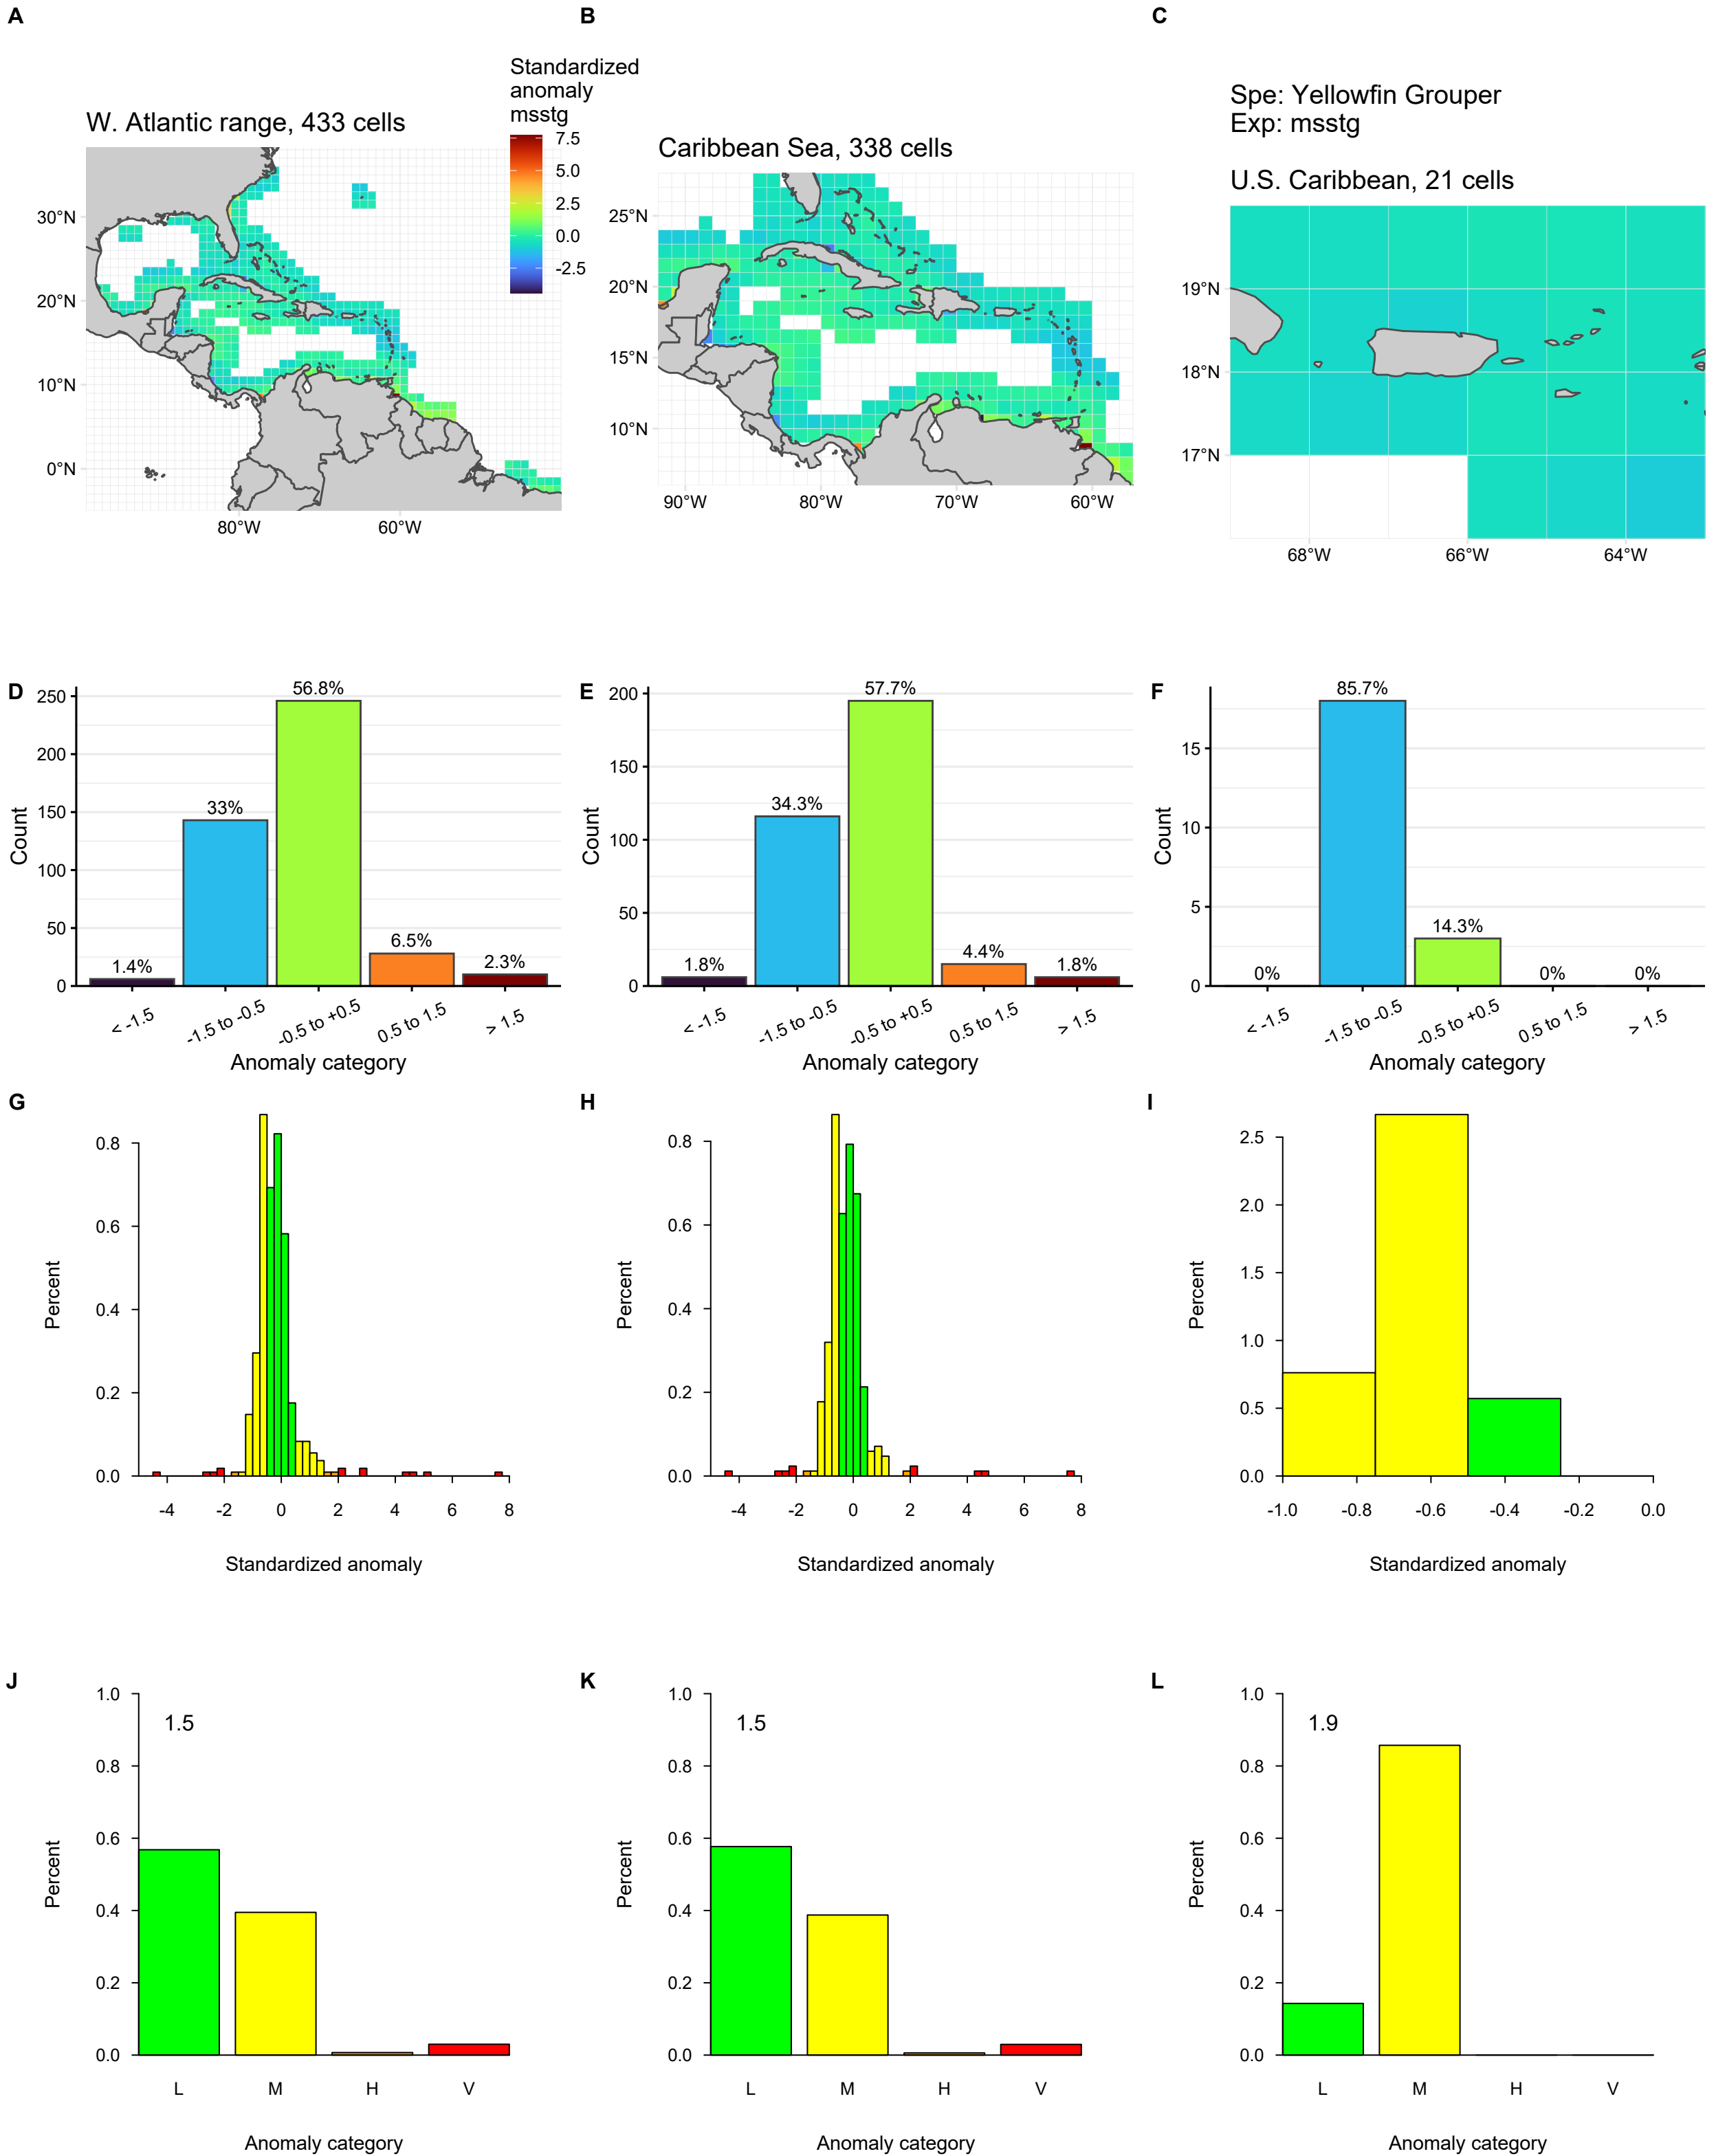 A
B
C
Standardized
anomaly
msstg
7.5
5.0
2.5
0.0
-2.5
W. Atlantic range, 433 cells
30°N
20°N
10°N
0°N
80°W
60°W
Caribbean Sea, 338 cells
25°N
20°N
15°N
10°N
90°W
80°W
70°W
60°W
Spe: Yellowfin Grouper
Exp: msstg
U.S. Caribbean, 21 cells
19°N
18°N
17°N
68°W
66°W
64°W
D
Count
250
200
150
100
50
0
1.4%
33%
56.8%
6.5%
2.3%
< -1.5
-1.5 to -0.5
-0.5 to +0.5
0.5 to 1.5
> 1.5
Anomaly category
E
Count
200
150
100
50
0
1.8%
34.3%
57.7%
4.4%
1.8%
< -1.5
-1.5 to -0.5
-0.5 to +0.5
0.5 to 1.5
> 1.5
Anomaly category
F
Count
15
10
5
0
0%
85.7%
14.3%
0%
0%
< -1.5
-1.5 to -0.5
-0.5 to +0.5
0.5 to 1.5
> 1.5
Anomaly category
G
Percent
0.8
0.6
0.4
0.2
0.0
-4
-2
0
2
4
6
8
Standardized anomaly
H
Percent
0.8
0.6
0.4
0.2
0.0
-4
-2
0
2
4
6
8
Standardized anomaly
I
Percent
2.5
2.0
1.5
1.0
0.5
0.0
-1.0
-0.8
-0.6
-0.4
-0.2
0.0
Standardized anomaly
J
Percent
1.0
0.8
0.6
0.4
0.2
0.0
1.5
L
M
H
V
Anomaly category
K
Percent
1.0
0.8
0.6
0.4
0.2
0.0
1.5
L
M
H
V
Anomaly category
L
Percent
1.0
0.8
0.6
0.4
0.2
0.0
1.9
L
M
H
V
Anomaly category